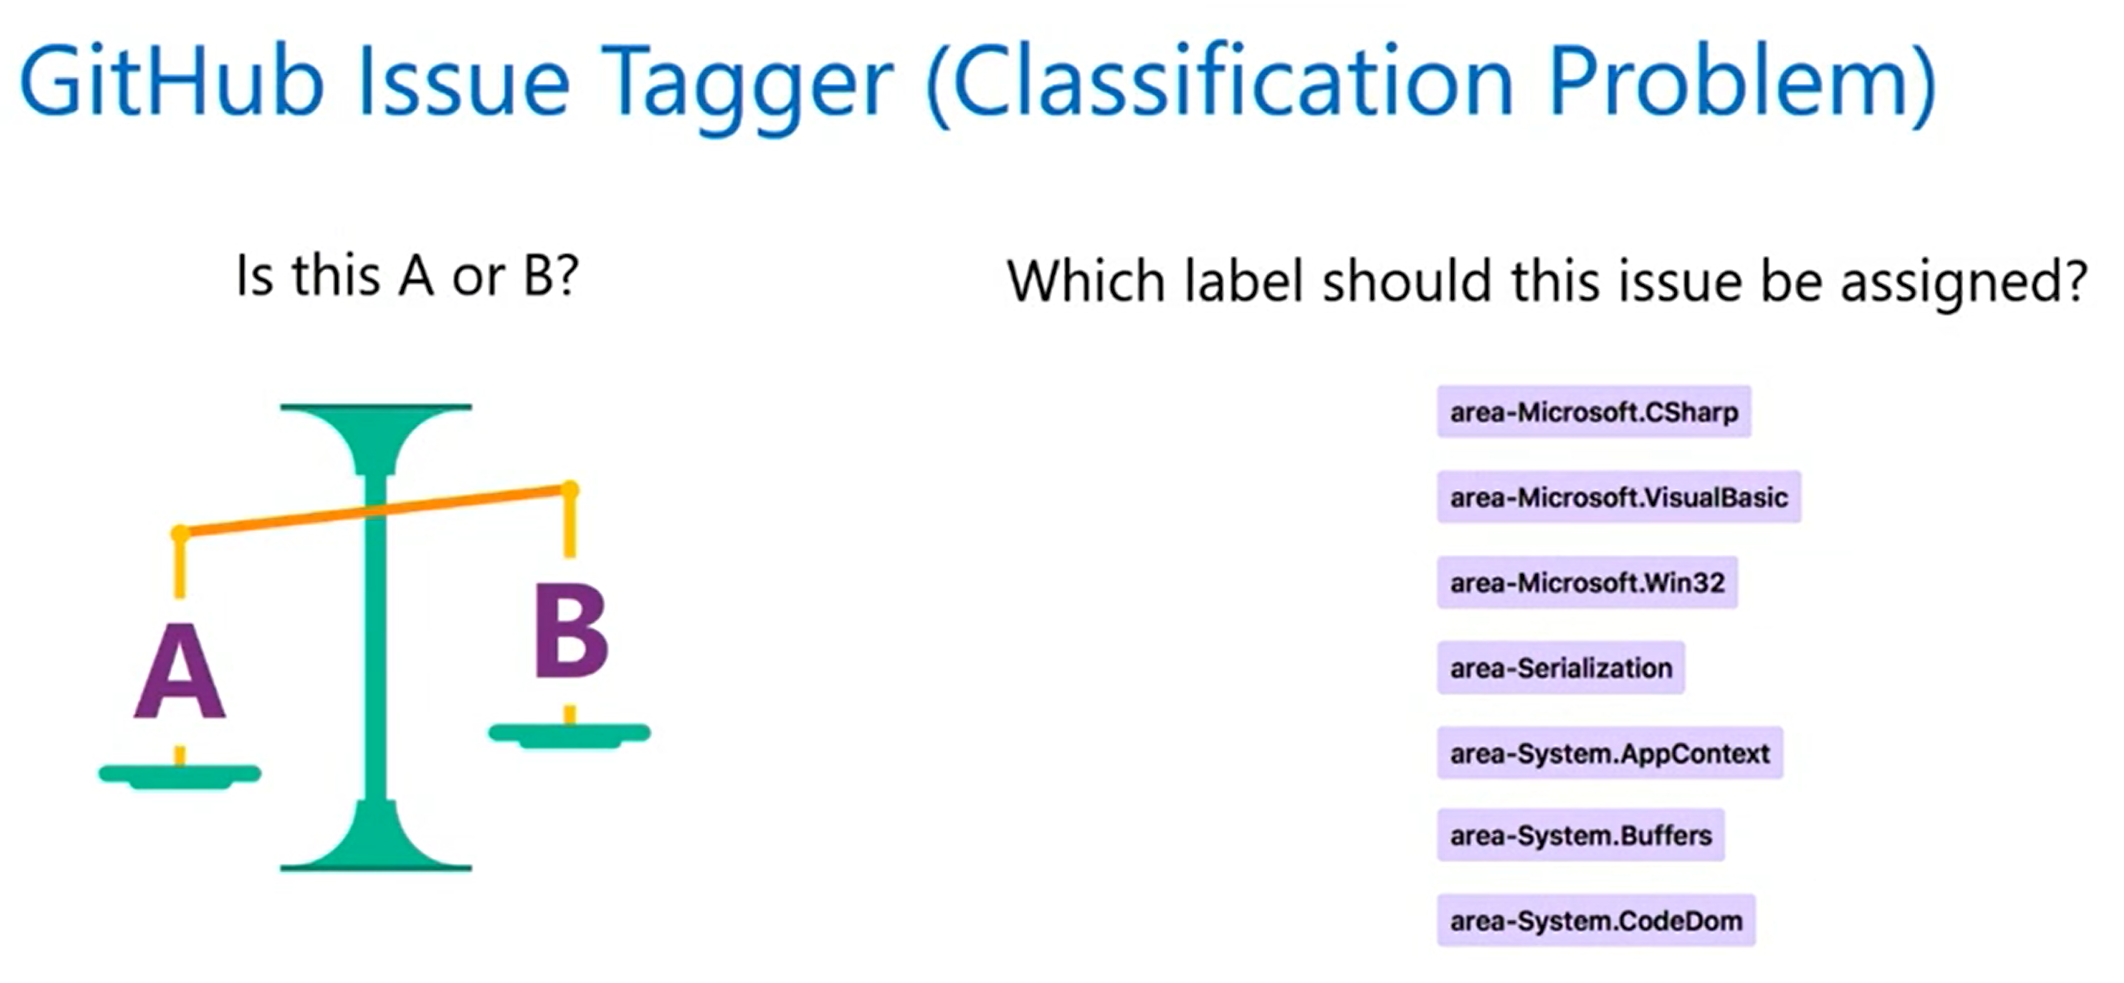 GitHub Issue Tagger (Classification Problem)
Is this A or B?
A
B
Which label should this issue be assigned?
area-Microsoft.CSharp
area-Microsoft.VisualBasic
area-Microsoft.Win32
area-Serialization
area-System.AppContext
area-System.Buffers
area-System.CodeDom